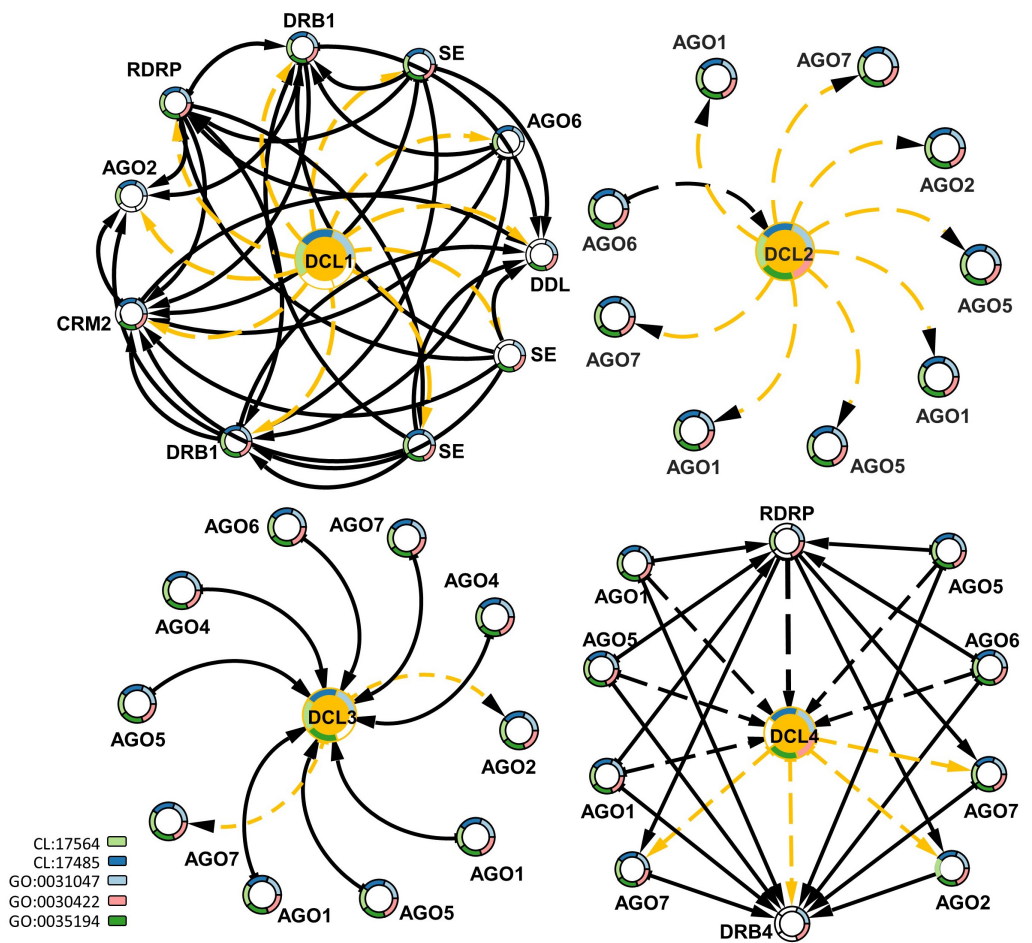 DRB1
SE
RDRP
AGO6
AGO2
DCL1
DDL
CRM2
SE
DRB1
SE
AGO1
AGO7
AGO2
AGO6
DCL2
AGO5
AGO7
AGO1
AGO1
AGO5
AGO6
AGO7
AGO4
AGO4
DCL3
AGO5
AGO2
AGO7
AGO1
AGO1
AGO5
RDRP
AGO1
AGO5
AGO5
AGO6
DCL4
AGO1
AGO7
AGO7
AGO2
DRB4
CL:17564
CL:17485
GO:0031047
GO:0030422
GO:0035194